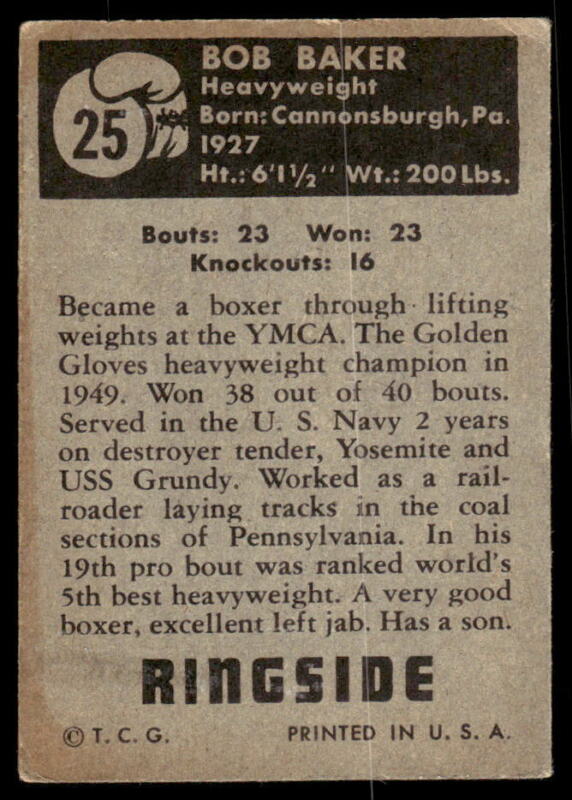 25
BOB BAKER
Heavyweight
Born: Cannonsburgh, Pa.
1927
Ht.: 6'1½" Wt.: 200 Lbs.
Bouts: 23 Won: 23
Knockouts: 16
Became a boxer through lifting
weights at the YMCA. The Golden
Gloves heavyweight champion in
1949. Won 38 out of 40 bouts.
Served in the U. S. Navy 2 years
on destroyer tender, Yosemite and
USS Grundy. Worked as a rail-
roader laying tracks in the coal
sections of Pennsylvania. In his
19th pro bout was ranked world's
5th best heavyweight. A very good
boxer, excellent left jab. Has a son.
RINGSIDE
© T. C. G. PRINTED IN U. S. A.